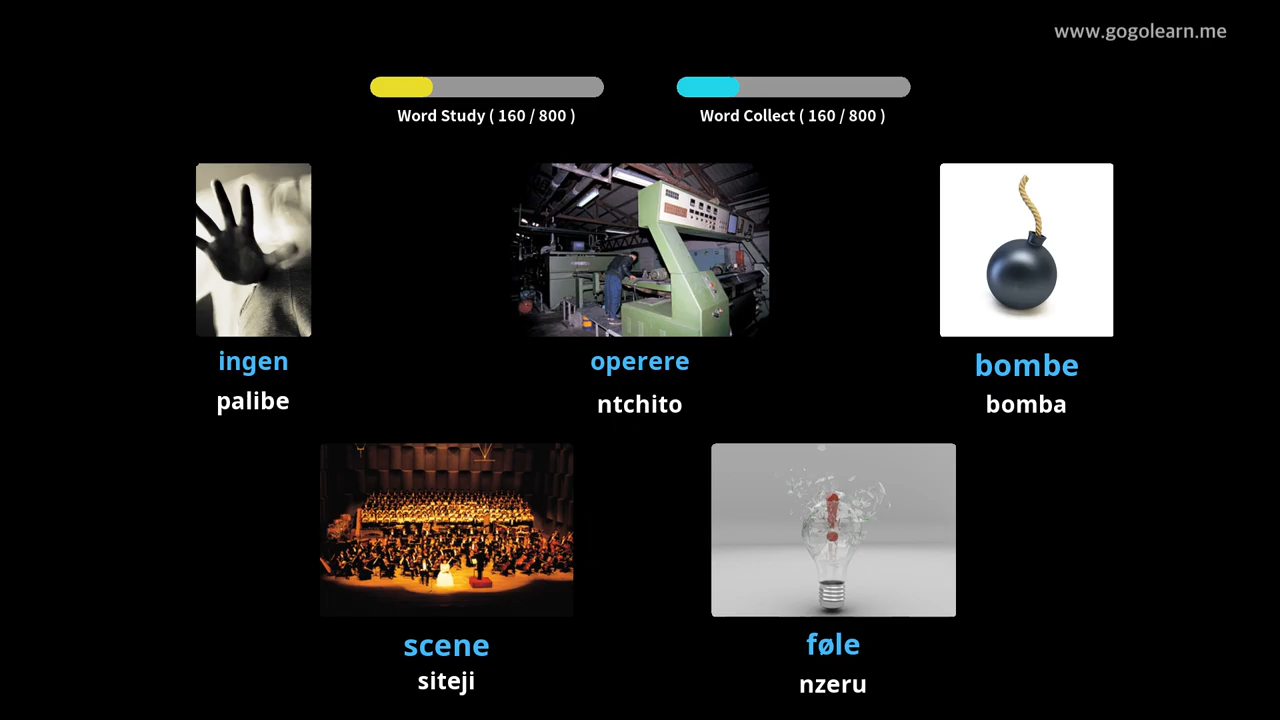 www.gogolearn.me
Word Study ( 160 / 800 )
Word Collect ( 160 / 800 )
ingen
palibe
operere
ntchito
bombe
bomba
scene
siteji
føle
nzeru